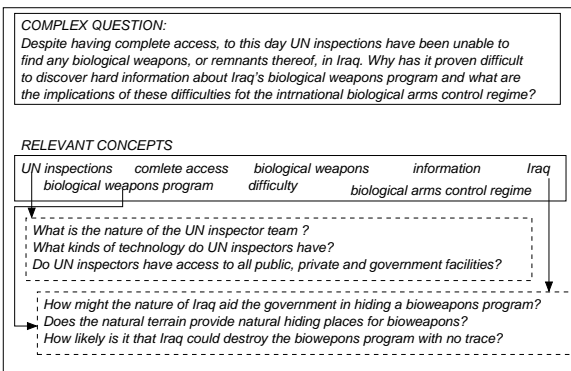 COMPLEX QUESTION:
Despite having complete access, to this day UN inspections have been unable to
find any biological weapons, or remnants thereof, in Iraq. Why has it proven difficult
to discover hard information about Iraq's biological weapons program and what are
the implications of these difficulties fot the intrnational biological arms control regime?
RELEVANT CONCEPTS
UN inspections comlete access biological weapons information Iraq
biological weapons program difficulty biological arms control regime
What is the nature of the UN inspector team ?
What kinds of technology do UN inspectors have?
Do UN inspectors have access to all public, private and government facilities?
How might the nature of Iraq aid the government in hiding a bioweapons program?
Does the natural terrain provide natural hiding places for bioweapons?
How likely is it that Iraq could destroy the biowepons program with no trace?